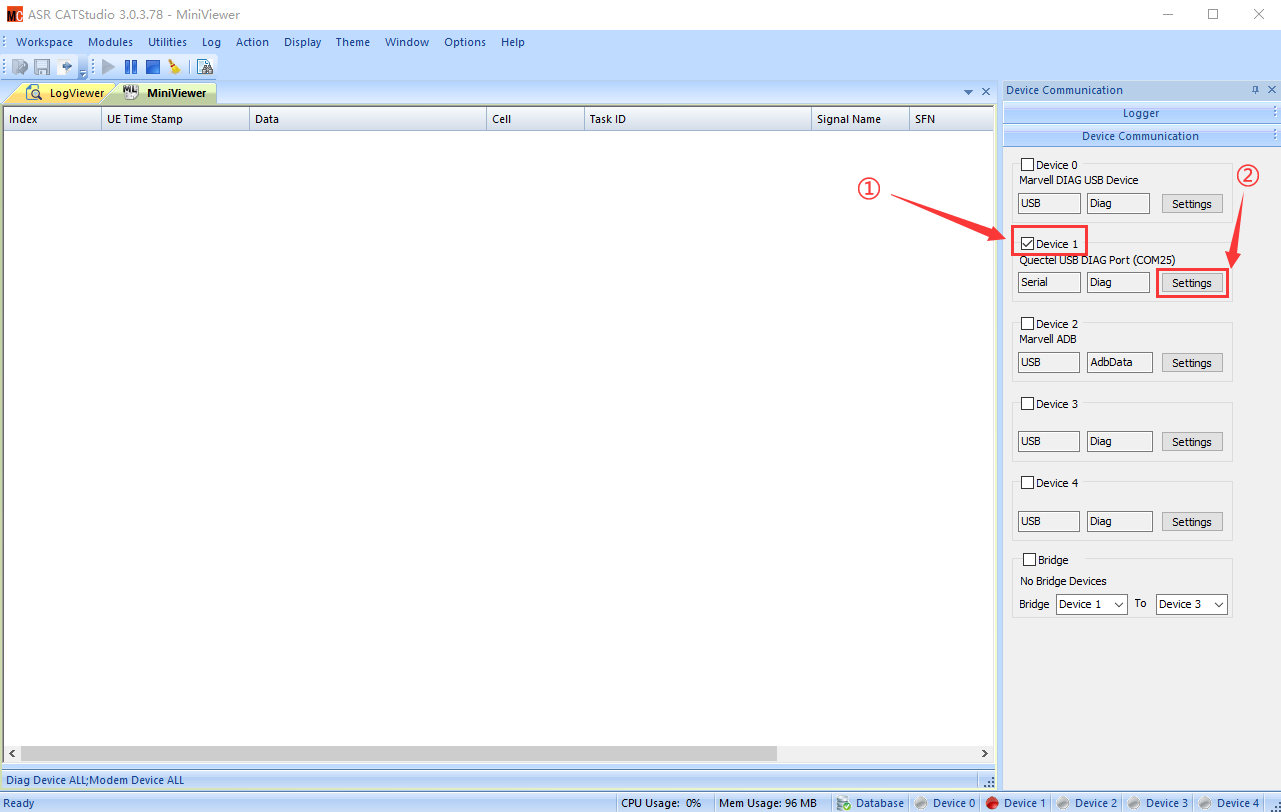 MC ASR CATStudio 3.0.3.78 - MiniViewer
Workspace Modules Utilities Log Action Display Theme Window Options Help
LogViewer ML MiniViewer
Index UE Time Stamp Data Cell Task ID Signal Name SFN
Device Communication
Logger
Device Communication
Device 0
Marvell DIAG USB Device
USB Diag Settings
①
②
Device 1
Quectel USB DIAG Port (COM25)
Serial Diag Settings
Device 2
Marvell ADB
USB AdbData Settings
Device 3
USB Diag Settings
Device 4
USB Diag Settings
Bridge
No Bridge Devices
Bridge Device 1 To Device 3
Diag Device ALL;Modem Device ALL
Ready CPU Usage: 0% Mem Usage: 96 MB Database Device 0 Device 1 Device 2 Device 3 Device 4